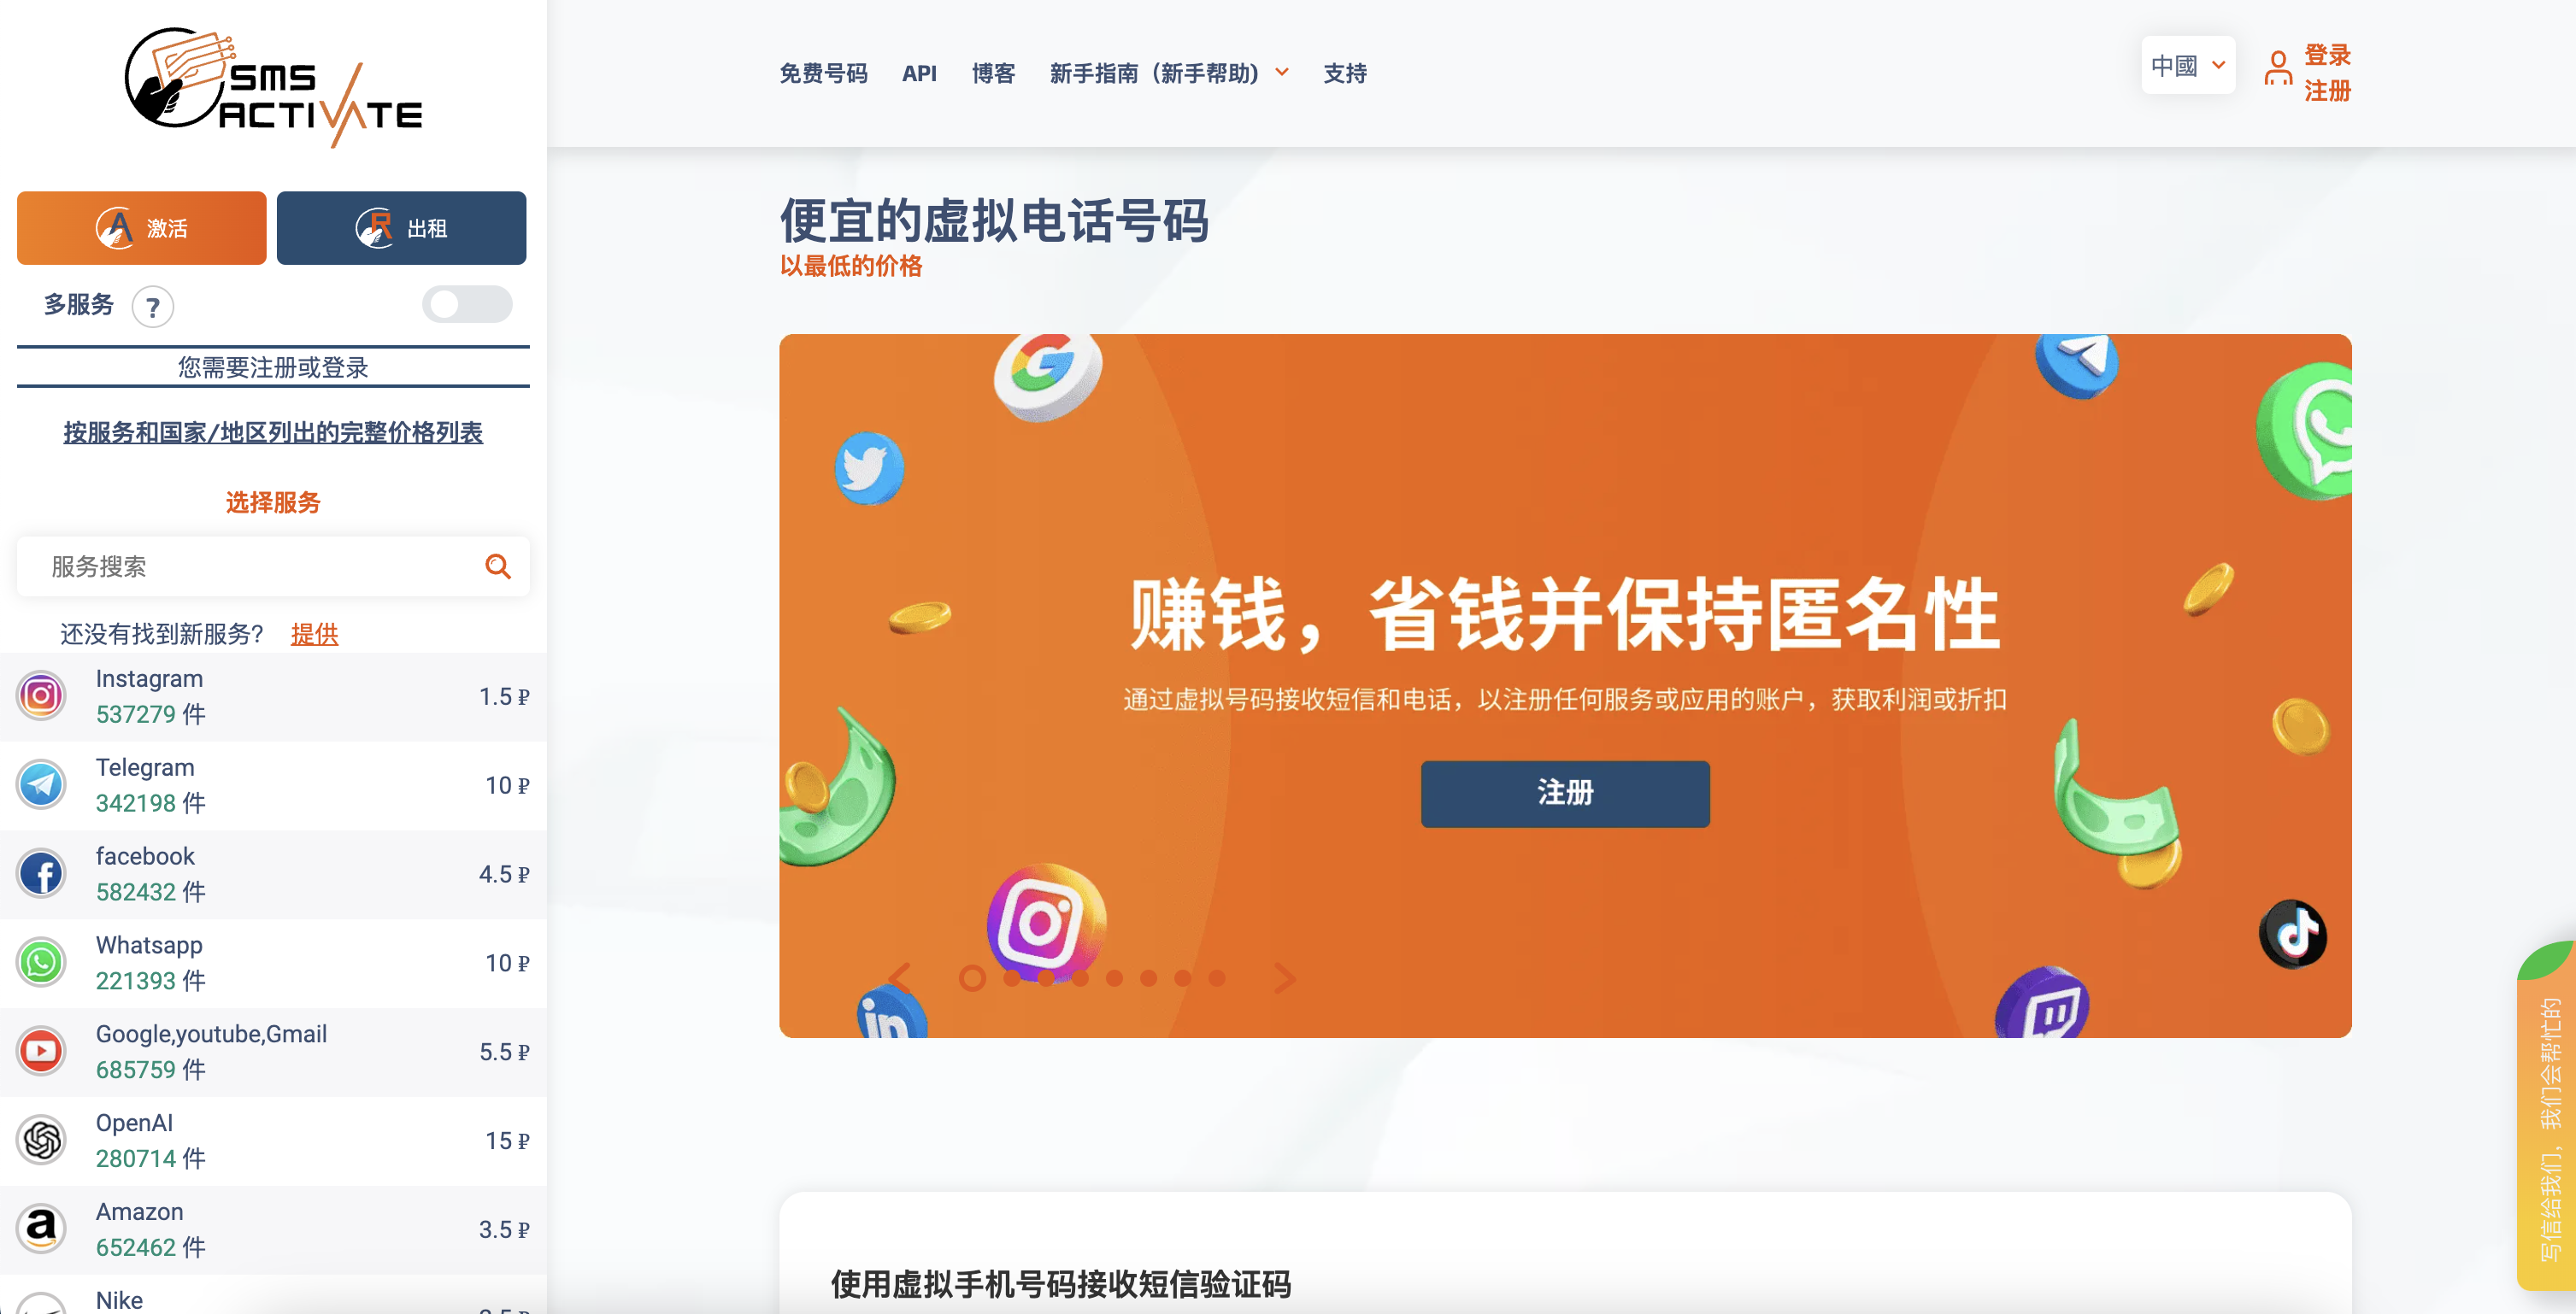 SMS
ACTIVATE
激活
出租
多服务 ?
您需要注册或登录
按服务和国家/地区列出的完整价格列表
选择服务
服务搜索
还没有找到新服务? 提供
Instagram
537279 件
1.5 ₽
Telegram
342198 件
10 ₽
facebook
582432 件
4.5 ₽
Whatsapp
221393 件
10 ₽
Google,youtube,Gmail
685759 件
5.5 ₽
OpenAI
280714 件
15 ₽
Amazon
652462 件
3.5 ₽
Nike
免费号码 API 博客 新手指南（新手帮助) 支持
中國
登录
注册
便宜的虚拟电话号码
以最低的价格
赚钱，省钱并保持匿名性
通过虚拟号码接收短信和电话，以注册任何服务或应用的账户，获取利润或折扣
注册
使用虚拟手机号码接收短信验证码
写信给我们，我们会帮忙的